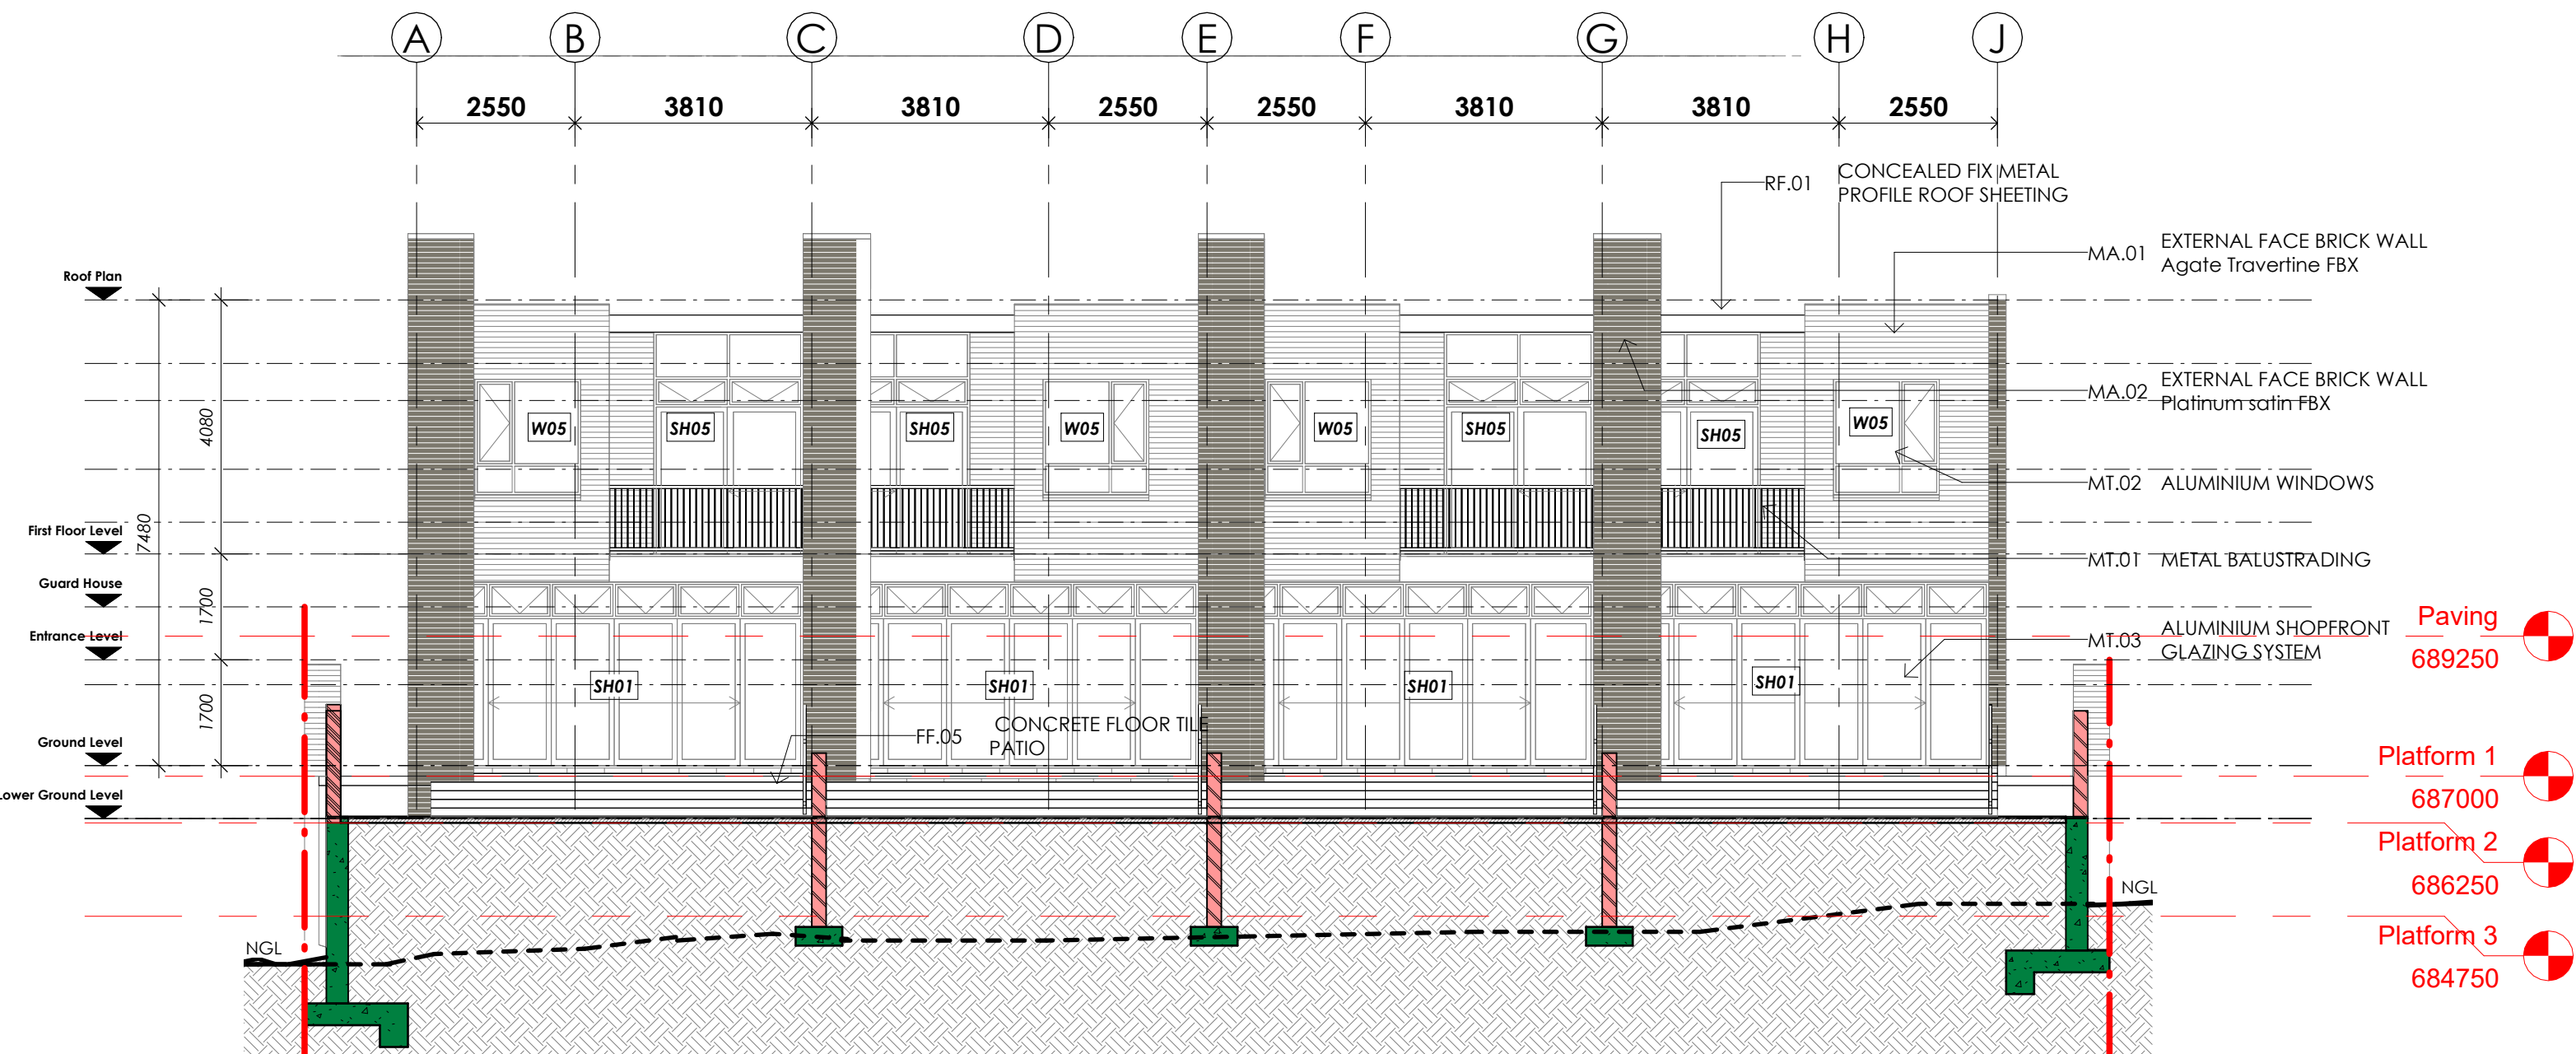 A B C D E F G H J
2550 3810 3810 2550 2550 3810 3810 2550
RF.01 CONCEALED FIX METAL
PROFILE ROOF SHEETING
MA.01 EXTERNAL FACE BRICK WALL
Agate Travertine FBX
Roof Plan
MA.02 EXTERNAL FACE BRICK WALL
Platinum satin FBX
4080
W05 SH05 SH05 W05 W05 SH05 SH05 W05
MT.02 ALUMINIUM WINDOWS
First Floor Level
7480
MT.01 METAL BALUSTRADING
Guard House
1700
Paving
689250
Entrance Level
MT.03 ALUMINIUM SHOPFRONT
GLAZING SYSTEM
SH01 SH01 SH01 SH01
1700
FF.05 CONCRETE FLOOR TILE
PATIO
Ground Level
Platform 1
687000
Lower Ground Level
Platform 2
686250
NGL
NGL
Platform 3
684750